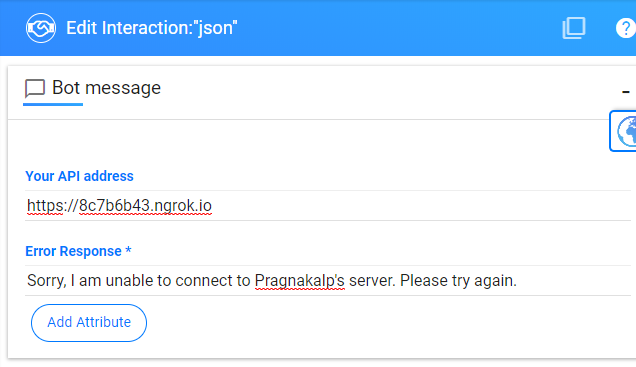 Edit Interaction:"json"
Bot message
Your API address
https://8c7b6b43.ngrok.io
Error Response *
Sorry, I am unable to connect to Pragnakalp's server. Please try again.
Add Attribute